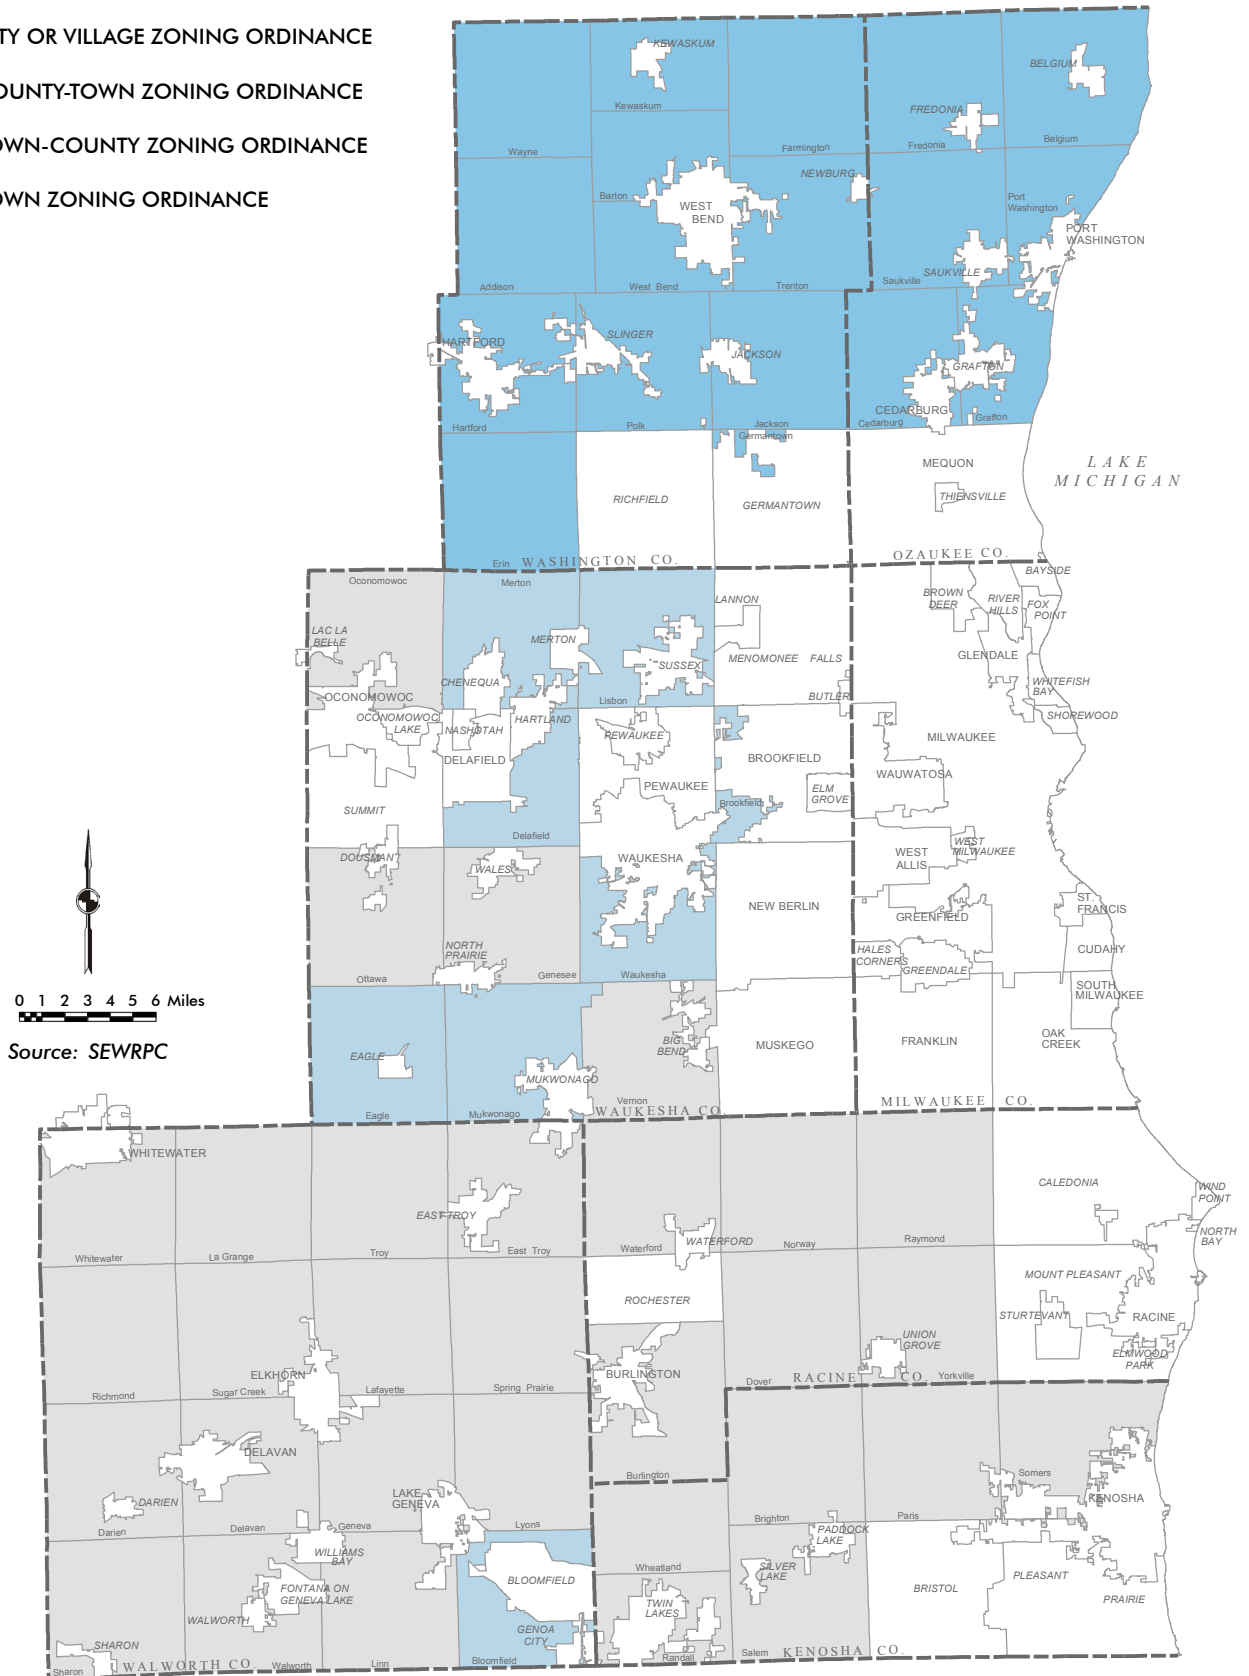 TY OR VILLAGE ZONING ORDINANCE
OUNTY-TOWN ZONING ORDINANCE
OWN-COUNTY ZONING ORDINANCE
OWN ZONING ORDINANCE
KEWASKUM
BELGIUM
Kewaskum
FREDONIA
Wayne
Farmington
Fredonia
Belgium
NEWBURG
Barton
WEST
BEND
Port
Washington
PORT
WASHINGTON
SAUKVILLE
Addison
West Bend
Trenton
Saukville
HARTFORD
SLINGER
JACKSON
GRAFTON
CEDARBURG
Hartford
Polk
Jackson
Germantown
Cedarburg
Grafton
MEQUON
LAKE
MICHIGAN
THIENSVILLE
RICHFIELD
GERMANTOWN
Erin
WASHINGTON CO.
OZAUKEE CO.
Oconomowoc
Merton
BAYSIDE
BROWN
DEER
RIVER
HILLS
FOX
POINT
LANNON
LAC LA
BELLE
MERTON
SUSSEX
MENOMONEE FALLS
GLENDALE
CHENEQUA
WHITEFISH
BAY
OCONOMOWOC
Lisbon
BUTLER
OCONOMOWOC
LAKE
NASHOTAH
HARTLAND
SHOREWOOD
PEWAUKEE
MILWAUKEE
DELAFIELD
BROOKFIELD
WAUWATOSA
PEWAUKEE
ELM
GROVE
Brookfield
SUMMIT
Delafield
DOUSMAN
WALES
WAUKESHA
WEST
ALLIS
WEST
MILWAUKEE
NEW BERLIN
GREENFIELD
ST.
FRANCIS
NORTH
PRAIRIE
HALES
CORNERS
CUDAHY
GREENDALE
Ottawa
Genesee
Waukesha
SOUTH
MILWAUKEE
0 1 2 3 4 5 6 Miles
Source: SEWRPC
EAGLE
BIG
BEND
MUSKEGO
FRANKLIN
OAK
CREEK
MUKWONAGO
Eagle
Mukwonago
Vernon
WAUKESHA CO.
MILWAUKEE CO.
WHITEWATER
CALEDONIA
WIND
POINT
EAST TROY
WATERFORD
NORTH
BAY
Whitewater
La Grange
Troy
East Troy
Waterford
Norway
Raymond
MOUNT PLEASANT
ROCHESTER
STURTEVANT
RACINE
UNION
GROVE
ELMWOOD
PARK
ELKHORN
BURLINGTON
Richmond
Sugar Creek
Lafayette
Spring Prairie
Dover
RACINE CO.
Yorkville
DELAVAN
Burlington
Somers
LAKE
GENEVA
KENOSHA
DARIEN
Darien
Delavan
Geneva
Lyons
Brighton
Paris
PADDOCK
LAKE
WILLIAMS
BAY
Wheatland
SILVER
LAKE
BLOOMFIELD
PLEASANT
PRAIRIE
BRISTOL
FONTANA ON
GENEVA LAKE
TWIN
LAKES
WALWORTH
GENOA
CITY
SHARON
Sharon
WALWORTH CO.
Walworth
Linn
Bloomfield
Randall
Salem
KENOSHA CO.